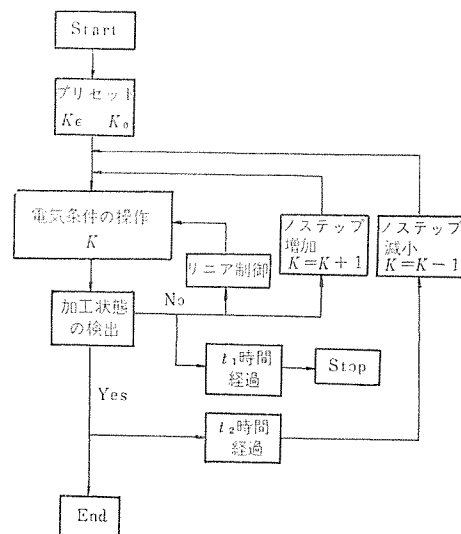 Start
プリセット
Kε K₀
電気条件の操作
K
リニア制御
ノステップ
増加
K=K+1
ノステップ
減小
K=K−1
加工状態
の検出
No
t₁時間
経過
Stop
Yes
t₂時間
経過
End